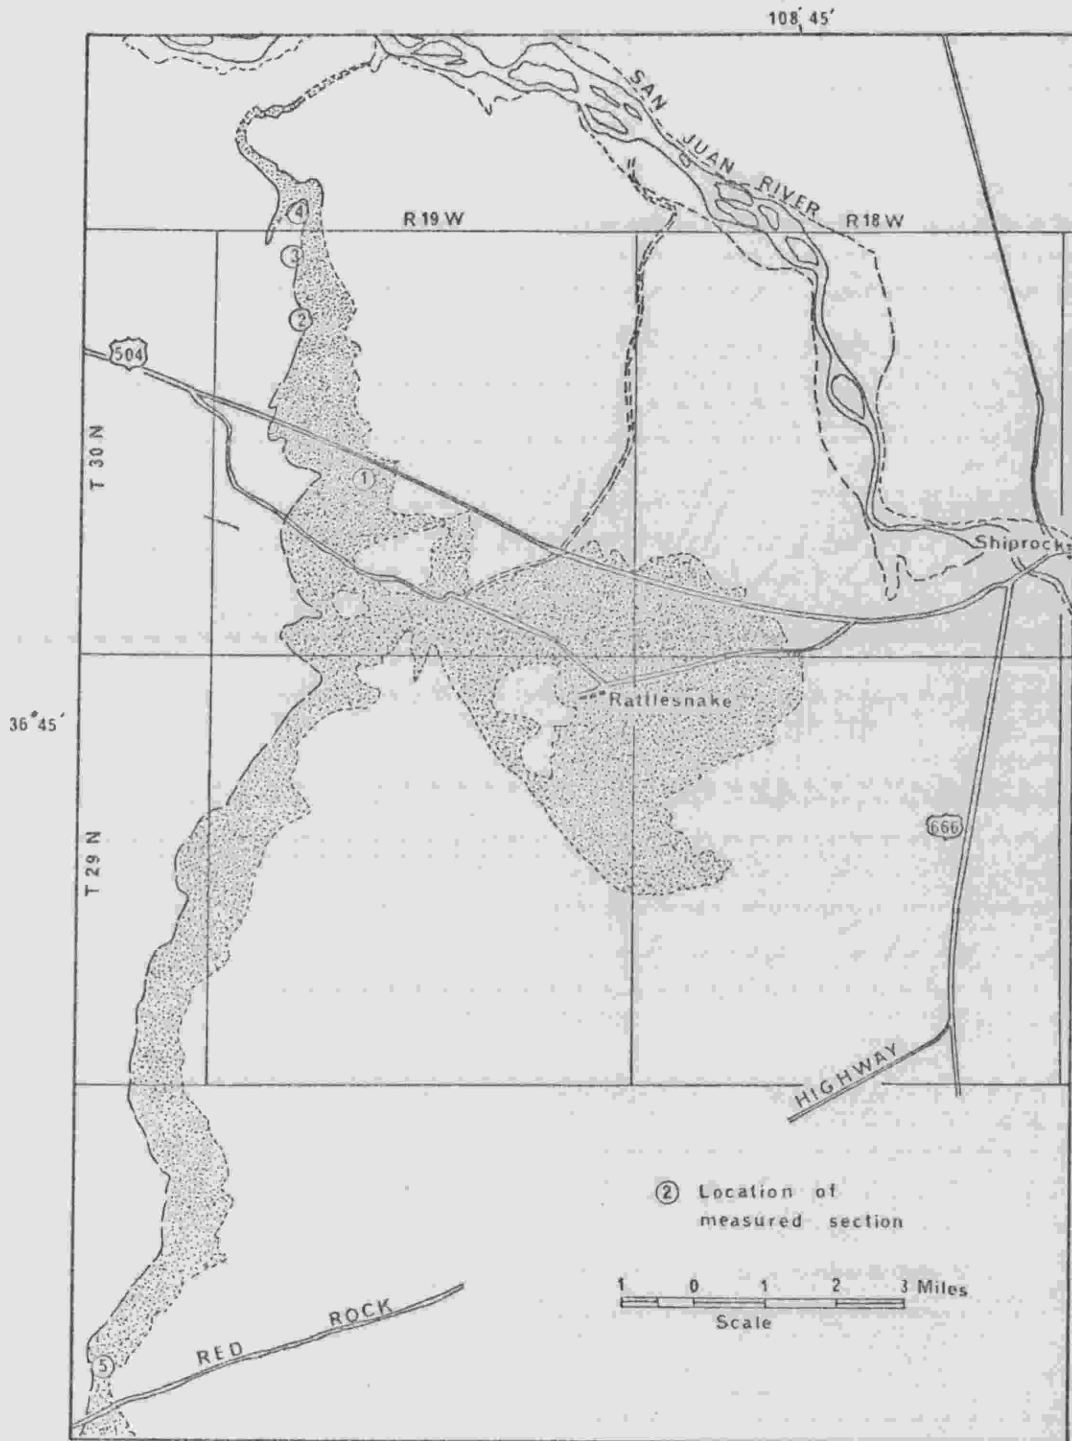 108° 45'
SAN JUAN RIVER
4
R 19 W
R 18 W
3
2
504
T 30 N
1
Shiprock
36°45'
Rattlesnake
T 29 N
666
HIGHWAY
② Location of
measured section
1 0 1 2 3 Miles
Scale
RED ROCK
5